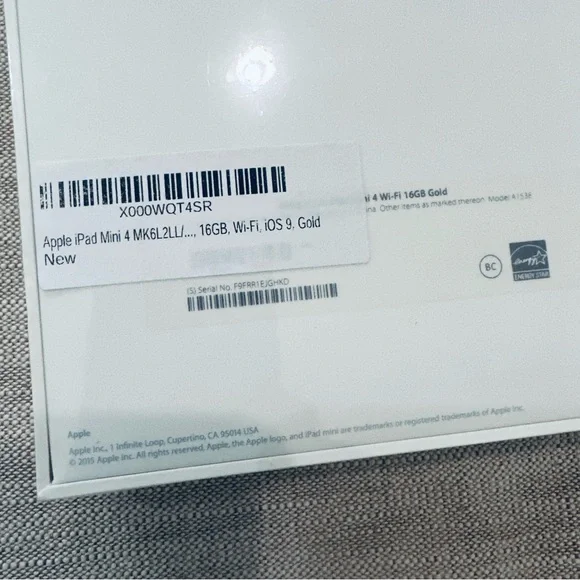 X000WQT4SR
Apple iPad Mini 4 MK6L2LL/..., 16GB, Wi-Fi, iOS 9, Gold
New
4 Wi-Fi 16GB Gold
Other items as marked thereon. Model A1538
BC
ENERGY STAR
(S) Serial No. F9FRR1EJGHKD
Apple
Apple Inc., 1 Infinite Loop, Cupertino, CA 95014 USA
© 2015 Apple Inc. All rights reserved. Apple, the Apple logo, and iPad mini are trademarks or registered trademarks of Apple Inc.